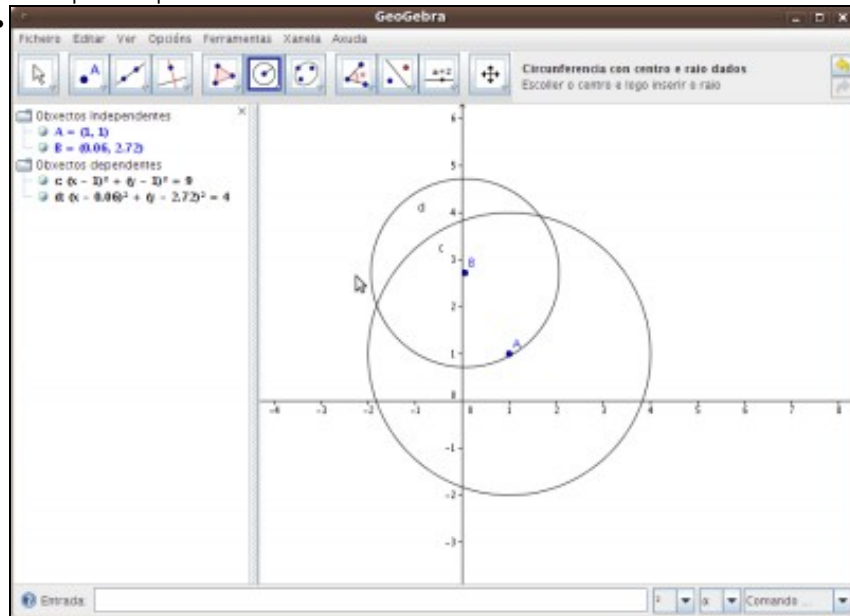 GeoGebra
Ficheiro Editar Ver Opcións Ferramentas Xanela Axuda
A
a=2
Circunferencia con centro e raio dados
Escoller o centro e logo inserir o raio
Obxectos independentes
A = (1, 1)
B = (0.06, 2.72)
Obxectos dependentes
c: (x - 1)² + (y - 1)² = 9
d: (x - 0.06)² + (y - 2.72)² = 4
6
5
d
4
c
3
B
2
A
1
0
-4 -3 -2 -1 0 1 2 3 4 5 6 7 8
-1
-2
-3
Entrada:
² α Comando ...